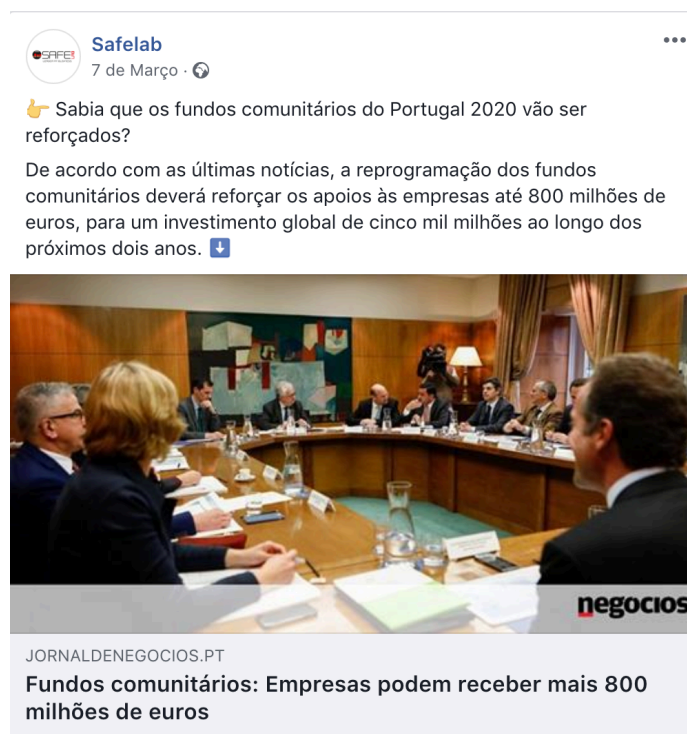 SAFE
Safelab
7 de Março ·
Sabia que os fundos comunitários do Portugal 2020 vão ser
reforçados?
De acordo com as últimas notícias, a reprogramação dos fundos
comunitários deverá reforçar os apoios às empresas até 800 milhões de
euros, para um investimento global de cinco mil milhões ao longo dos
próximos dois anos.
negocios
JORNALDENEGOCIOS.PT
Fundos comunitários: Empresas podem receber mais 800
milhões de euros